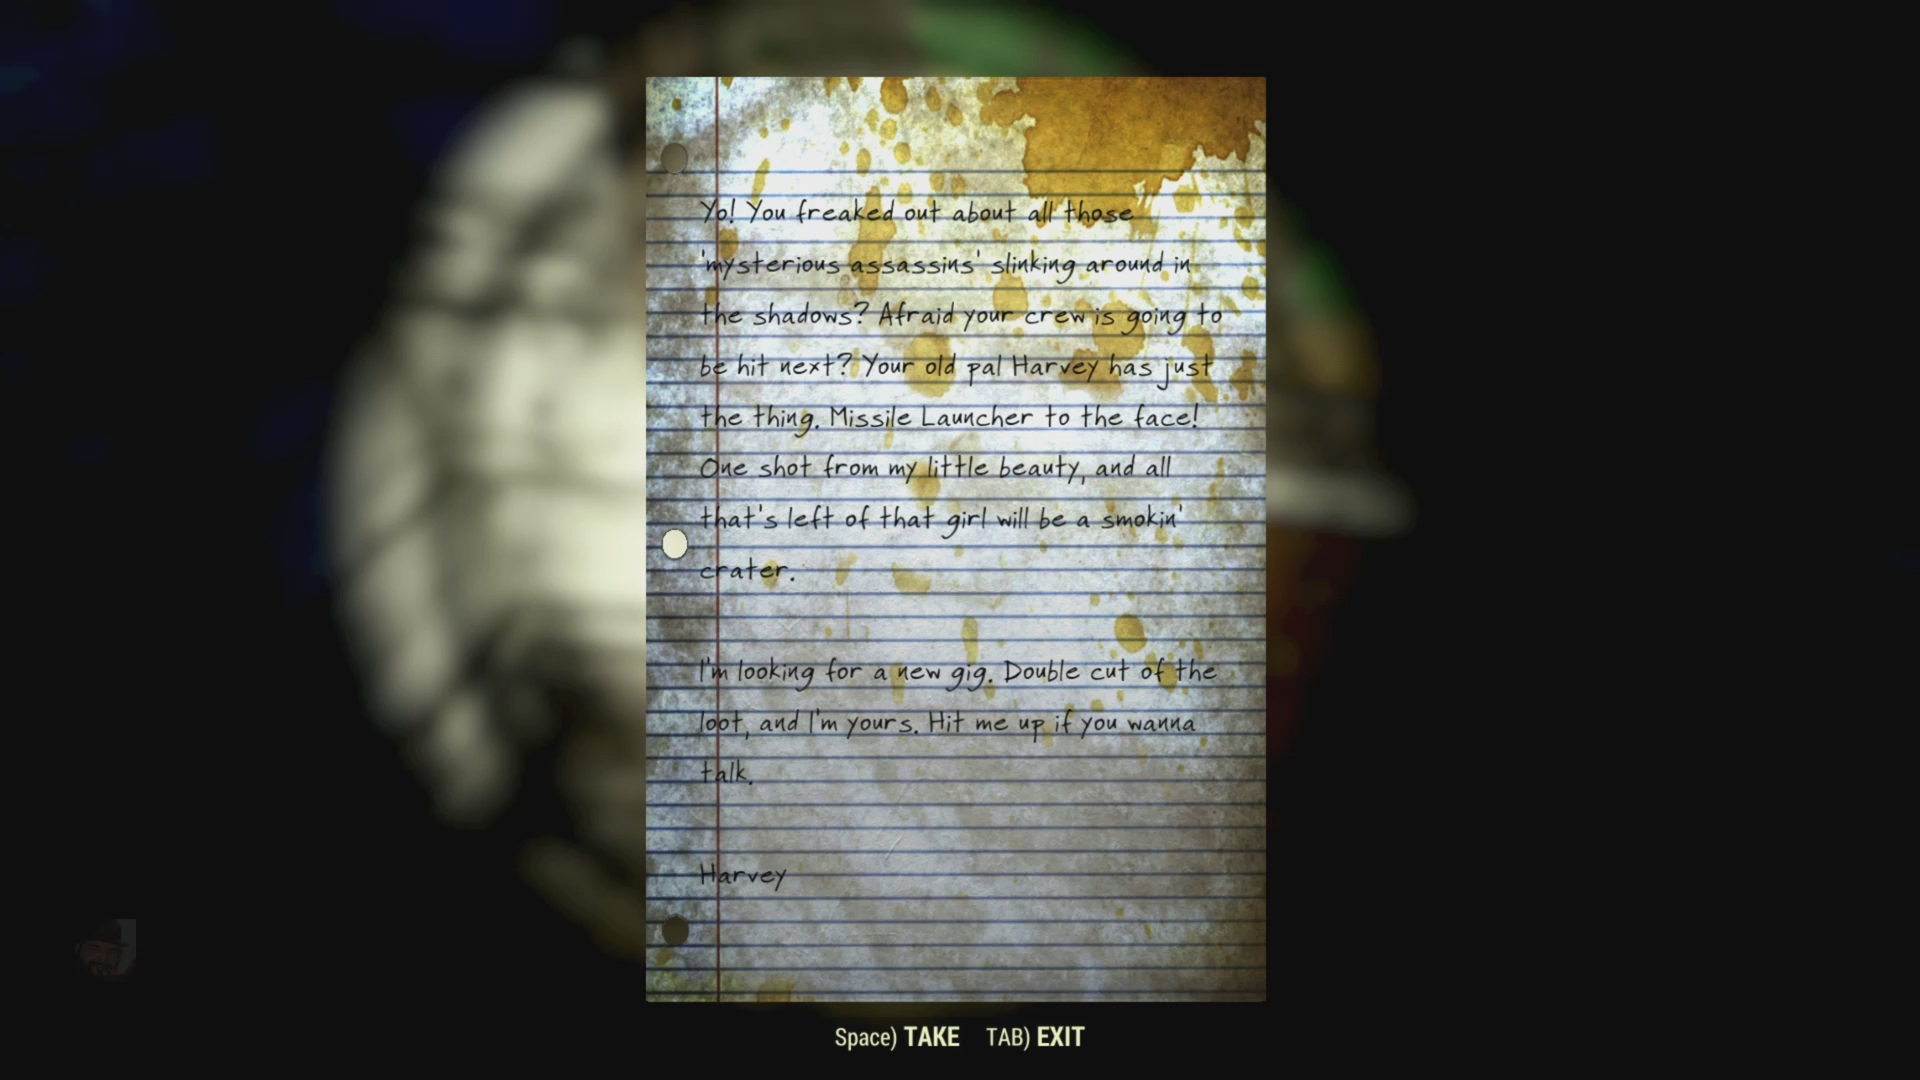 Yo! You freaked out about all those
'mysterious assassins' slinking around in
the shadows? Afraid your crew is going to
be hit next? Your old pal Harvey has just
the thing. Missile Launcher to the face!
One shot from my little beauty, and all
that's left of that girl will be a smokin'
crater.
I'm looking for a new gig. Double cut of the
loot, and I'm yours. Hit me up if you wanna
talk.
Harvey
Space) TAKE TAB) EXIT